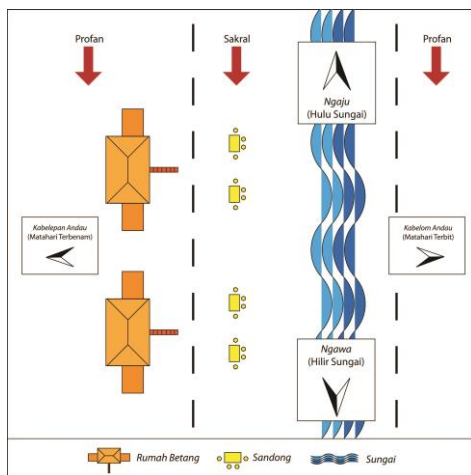 Profan
Sakral
Profan
Ngaju
(Hulu Sungai)
Kabelepan Andau
(Matahari Terbenam)
Kabelom Andau
(Matahari Terbit)
Ngawa
(Hilir Sungai)
Rumah Betang
Sandong
Sungai